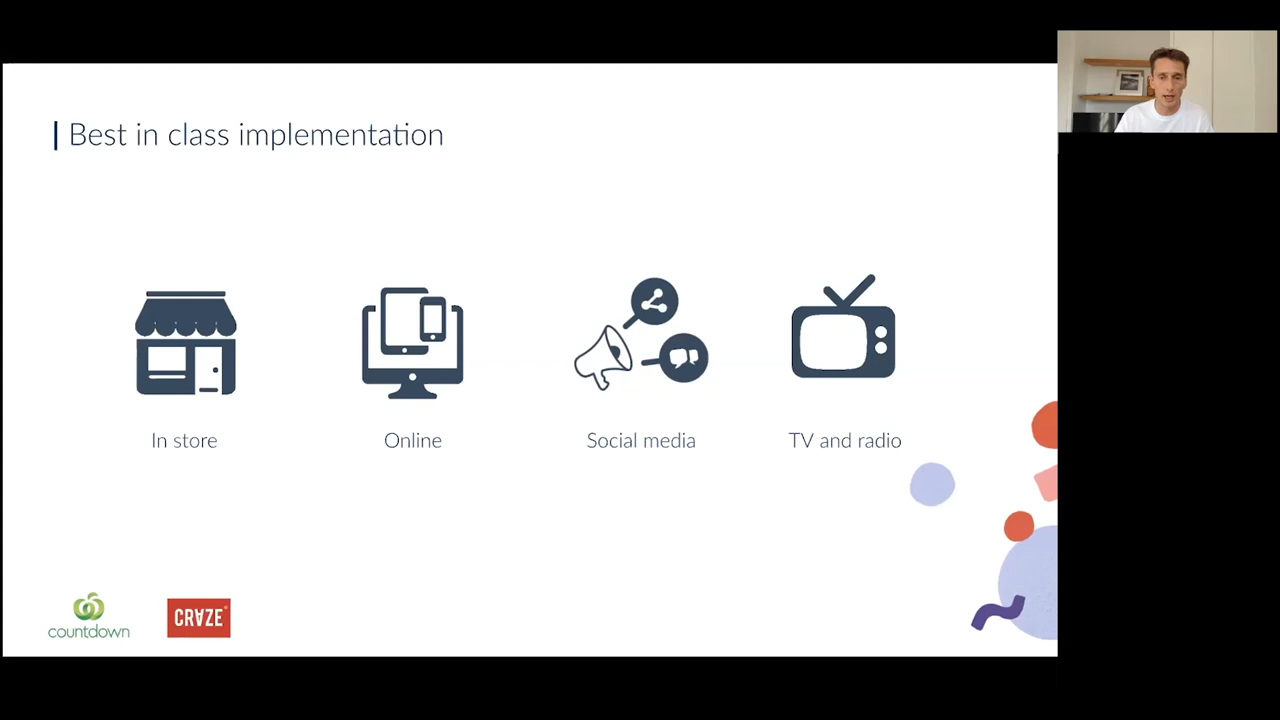 Best in class implementation
In store
Online
Social media
TV and radio
countdown
CRAZE